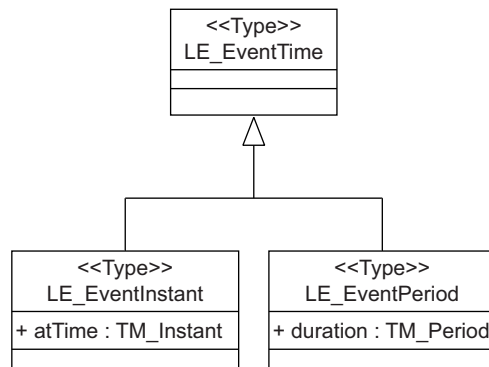 <<Type>>
LE_EventTime
<<Type>>
LE_EventInstant
+ atTime : TM_Instant
<<Type>>
LE_EventPeriod
+ duration : TM_Period